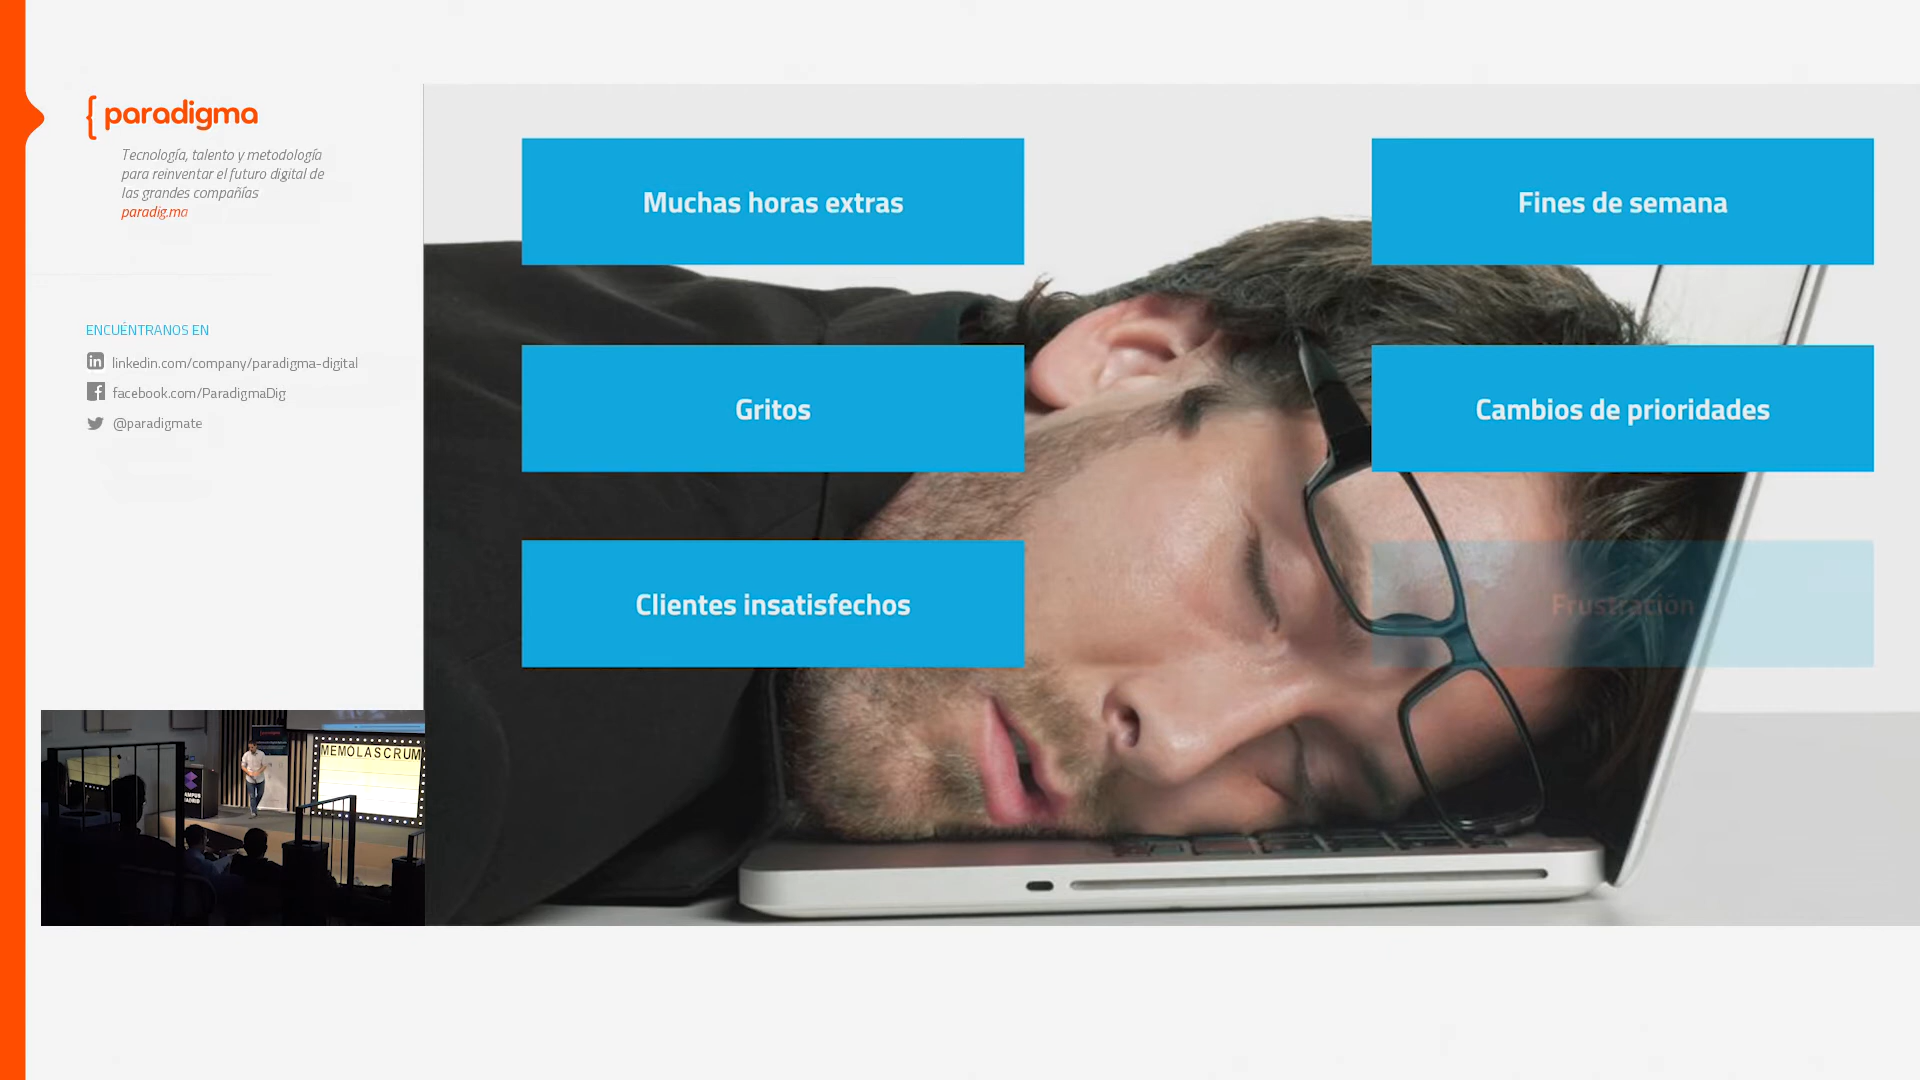 { paradigma
Tecnología, talento y metodología
para reinventar el futuro digital de
las grandes compañías
paradig.ma
ENCUÉNTRANOS EN
linkedin.com/company/paradigma-digital
facebook.com/ParadigmaDig
@paradigmate
Muchas horas extras
Fines de semana
Gritos
Cambios de prioridades
Clientes insatisfechos
Frustración
MEMOLASCRUM